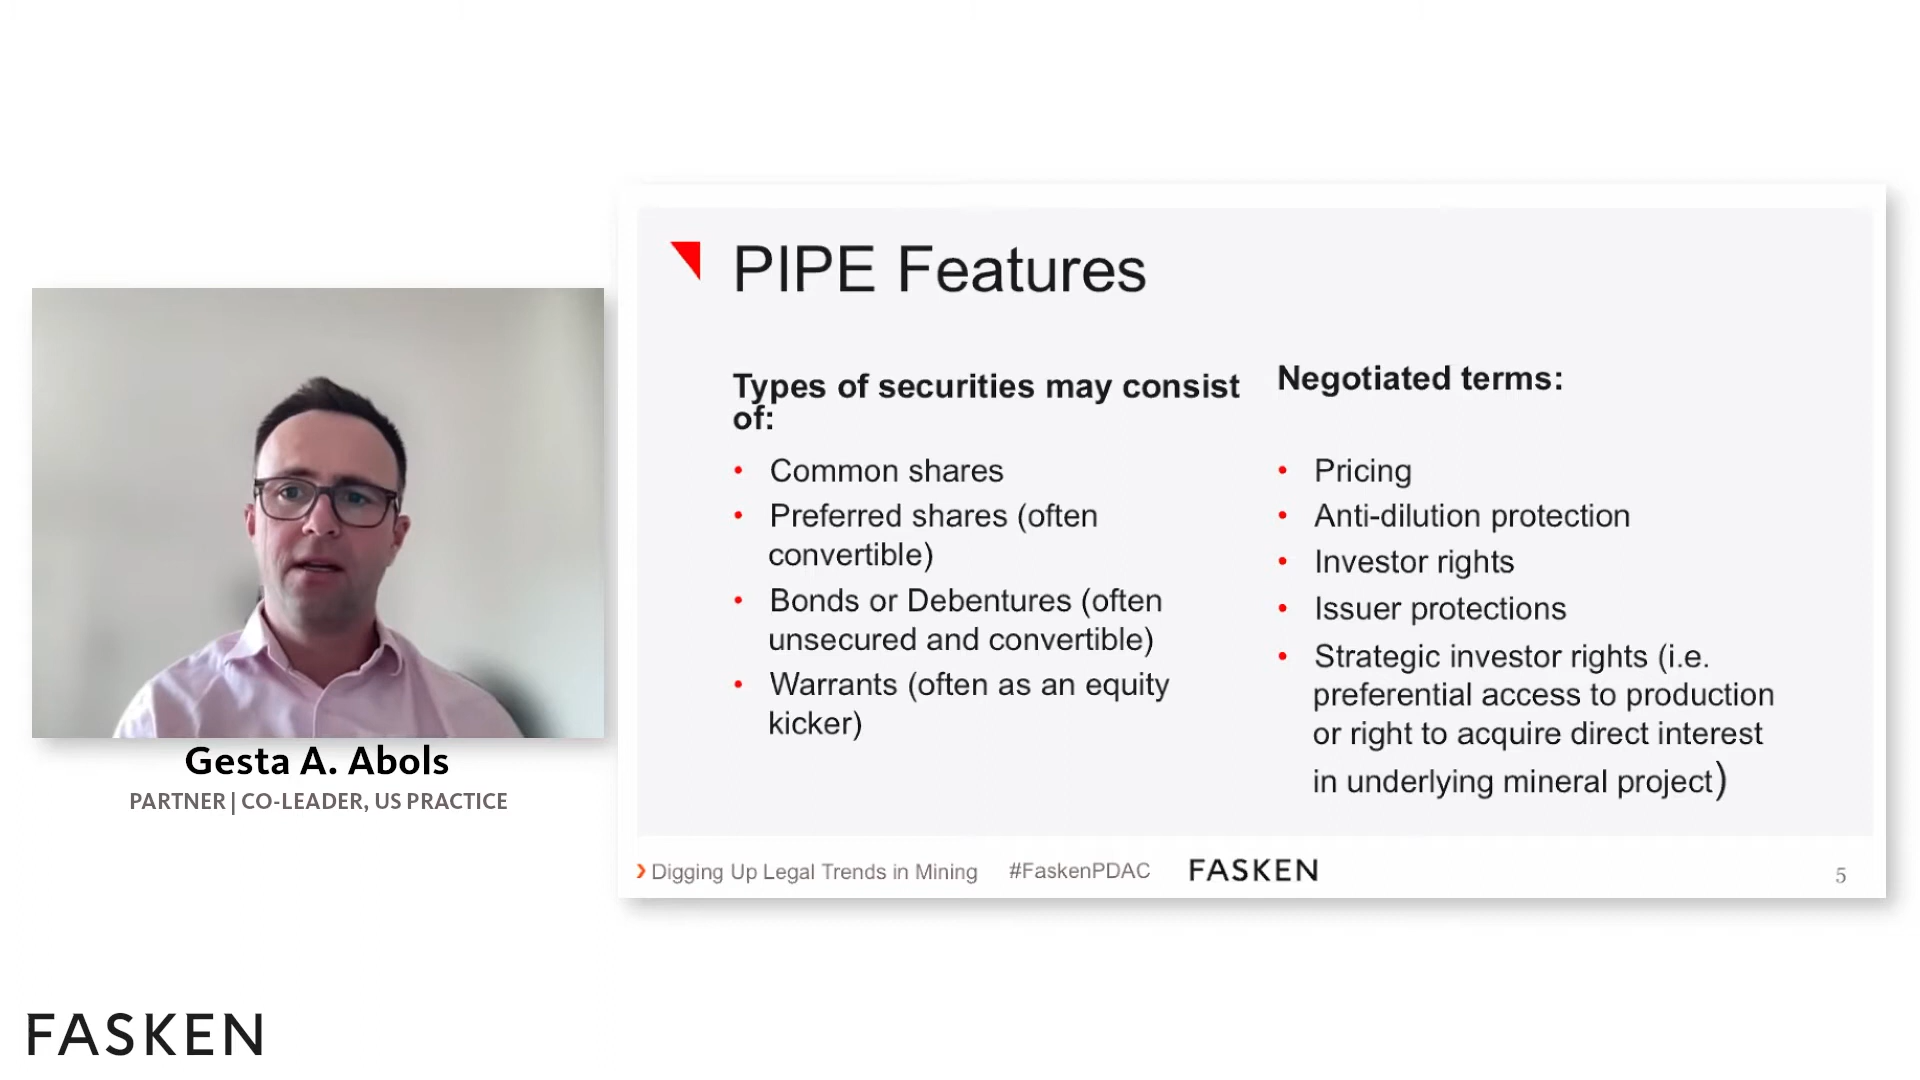 PIPE Features
Types of securities may consist
of:
• Common shares
• Preferred shares (often
convertible)
• Bonds or Debentures (often
unsecured and convertible)
• Warrants (often as an equity
kicker)
Negotiated terms:
• Pricing
• Anti-dilution protection
• Investor rights
• Issuer protections
• Strategic investor rights (i.e.
preferential access to production
or right to acquire direct interest
in underlying mineral project)
Digging Up Legal Trends in Mining #FaskenPDAC FASKEN 5
Gesta A. Abols
PARTNER | CO-LEADER, US PRACTICE
FASKEN